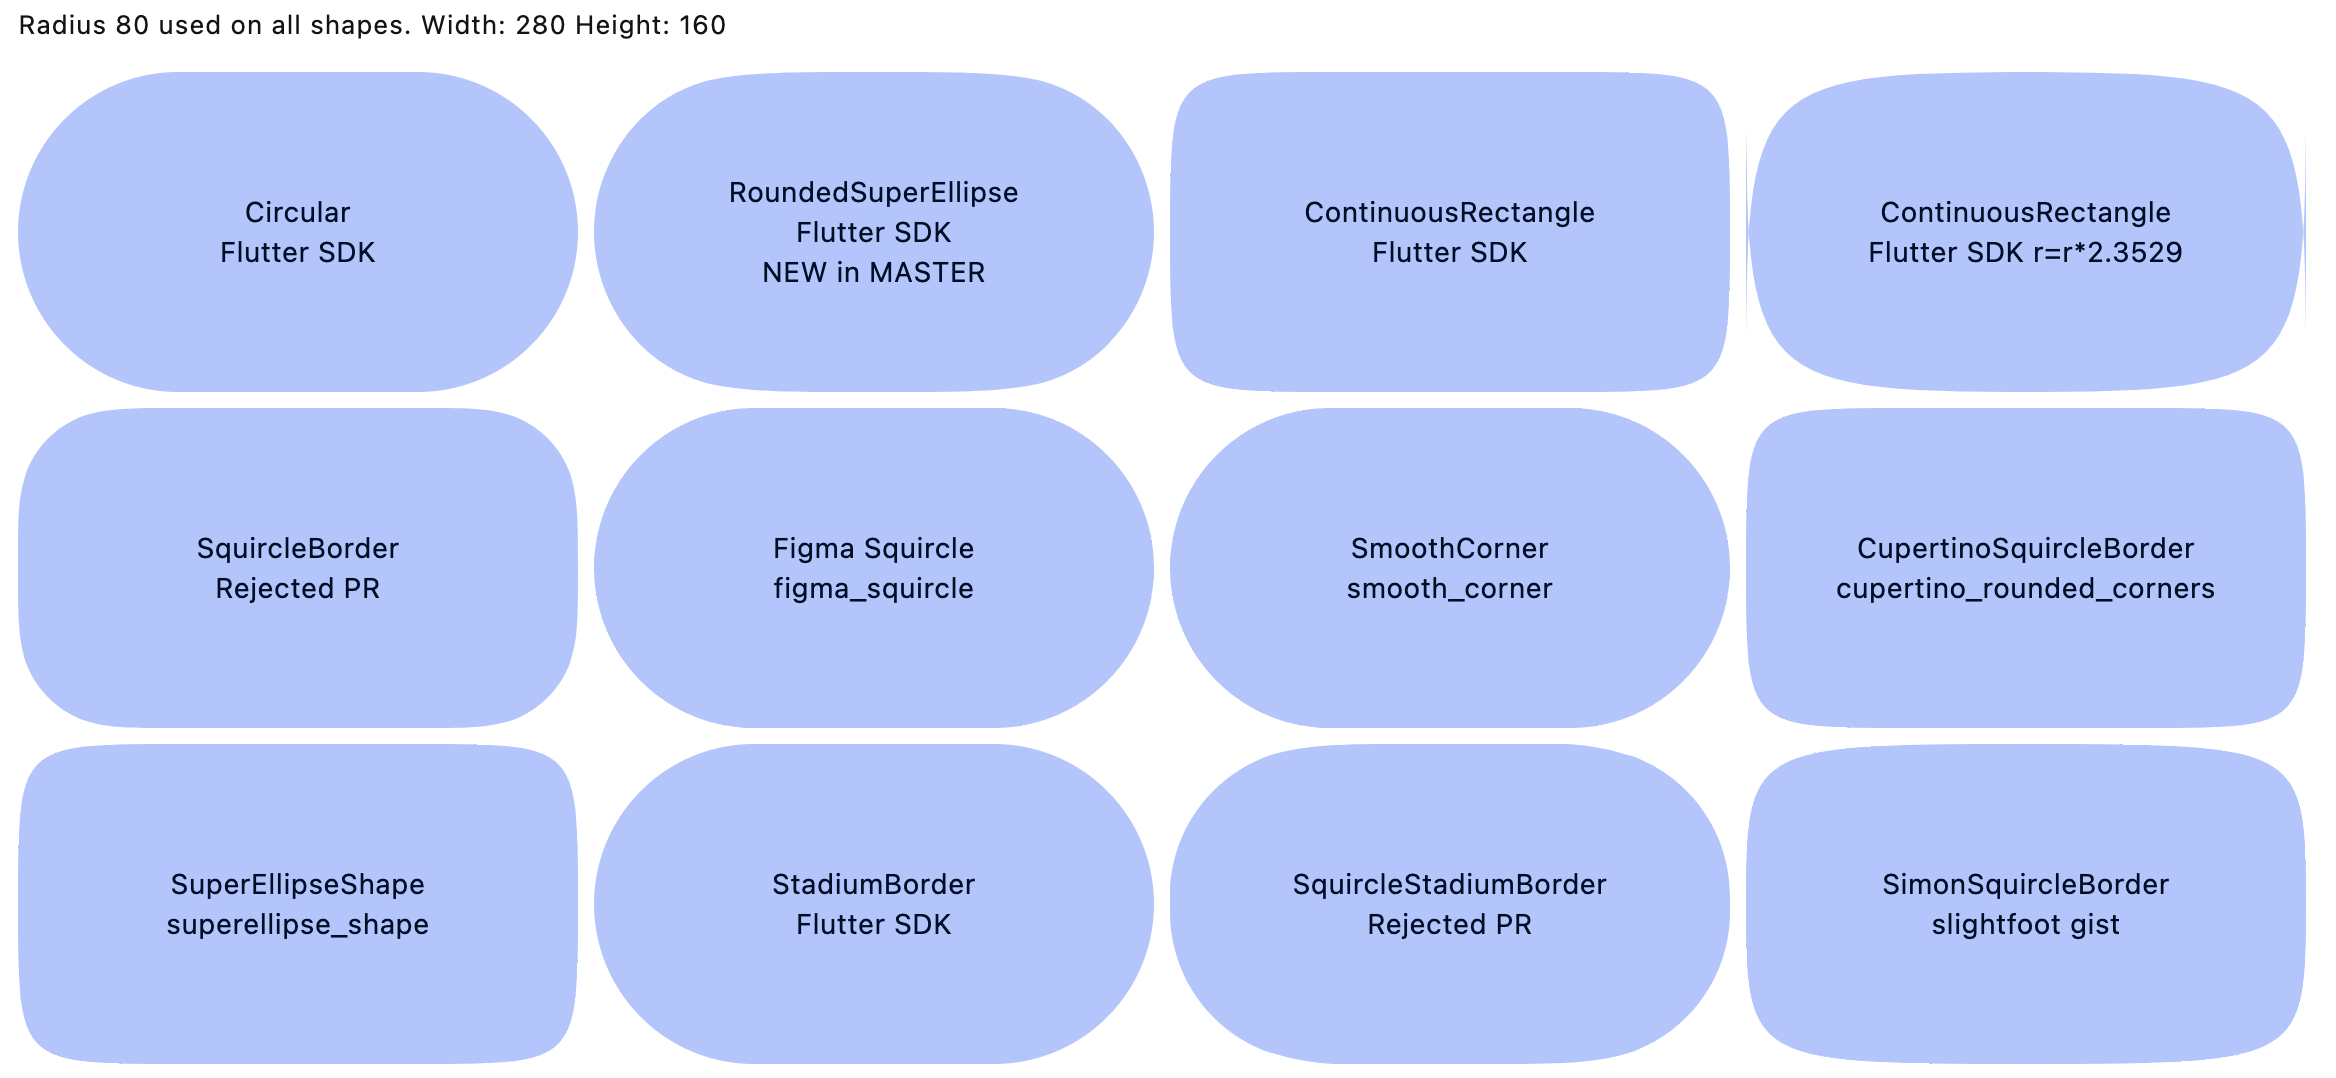 Radius 80 used on all shapes. Width: 280 Height: 160
Circular
Flutter SDK
RoundedSuperEllipse
Flutter SDK
NEW in MASTER
ContinuousRectangle
Flutter SDK
ContinuousRectangle
Flutter SDK r=r*2.3529
SquircleBorder
Rejected PR
Figma Squircle
figma_squircle
SmoothCorner
smooth_corner
CupertinoSquircleBorder
cupertino_rounded_corners
SuperEllipseShape
superellipse_shape
StadiumBorder
Flutter SDK
SquircleStadiumBorder
Rejected PR
SimonSquircleBorder
slightfoot gist